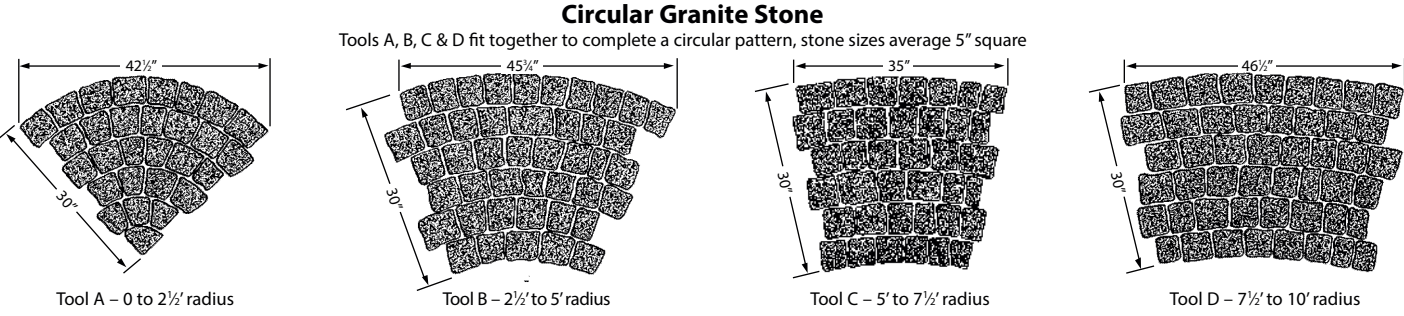 Circular Granite Stone
Tools A, B, C & D fit together to complete a circular pattern, stone sizes average 5" square
42½"
45¾"
35"
46½"
30"
30"
30"
30"
Tool A – 0 to 2½' radius
Tool B – 2½' to 5' radius
Tool C – 5' to 7½' radius
Tool D – 7½' to 10' radius